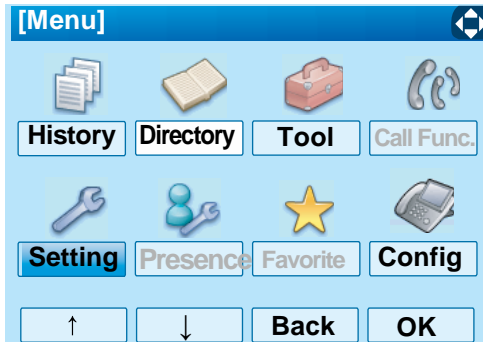 [Menu]
History Directory Tool Call Func.
Setting Presence Favorite Config
↑ ↓ Back OK